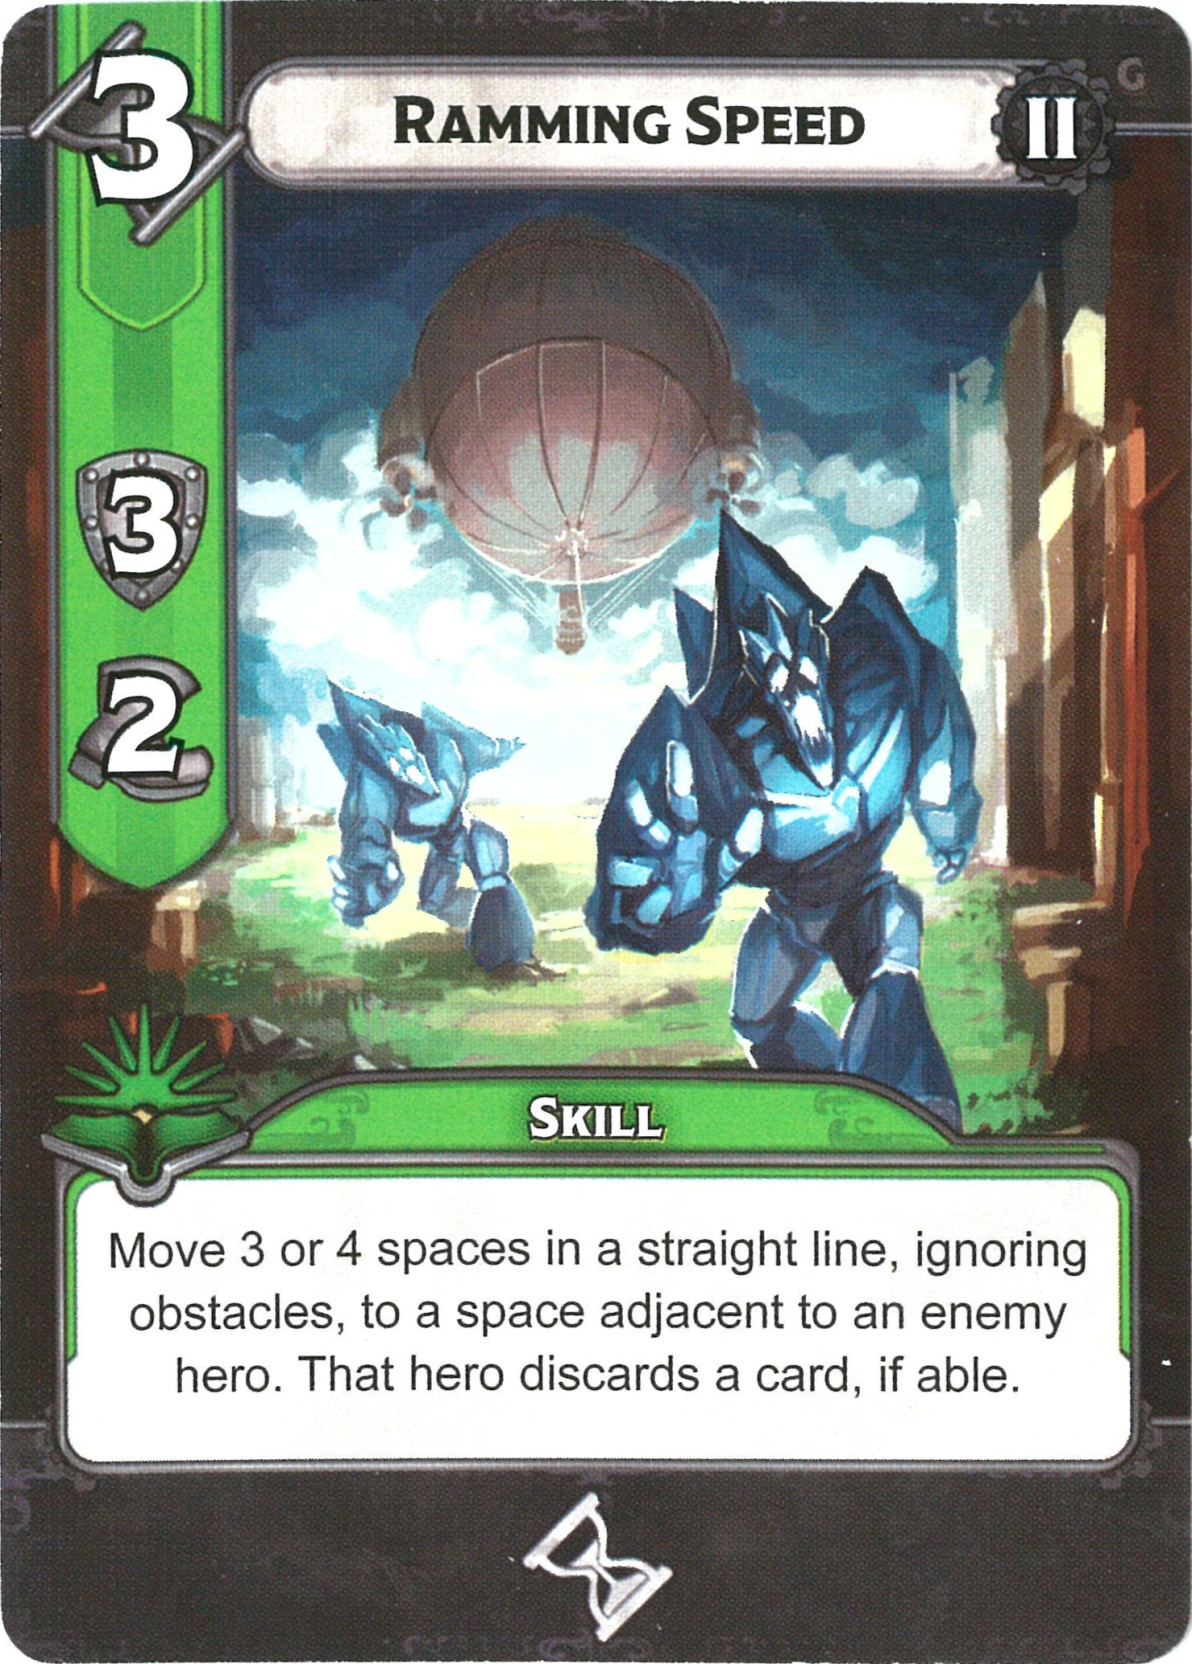 3
RAMMING SPEED
II
G
3
2
SKILL
Move 3 or 4 spaces in a straight line, ignoring
obstacles, to a space adjacent to an enemy
hero. That hero discards a card, if able.